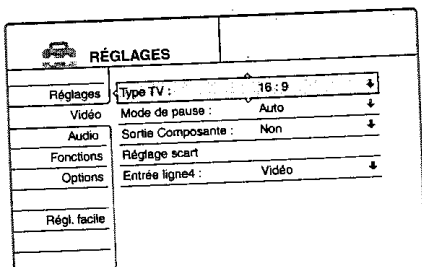 RÉGLAGES
Réglages
Vidéo
Audio
Fonctions
Options
Régl. facile
Type TV : 16 : 9
Mode de pause : Auto
Sortie Composante : Non
Réglage scart
Entrée ligne4 : Vidéo